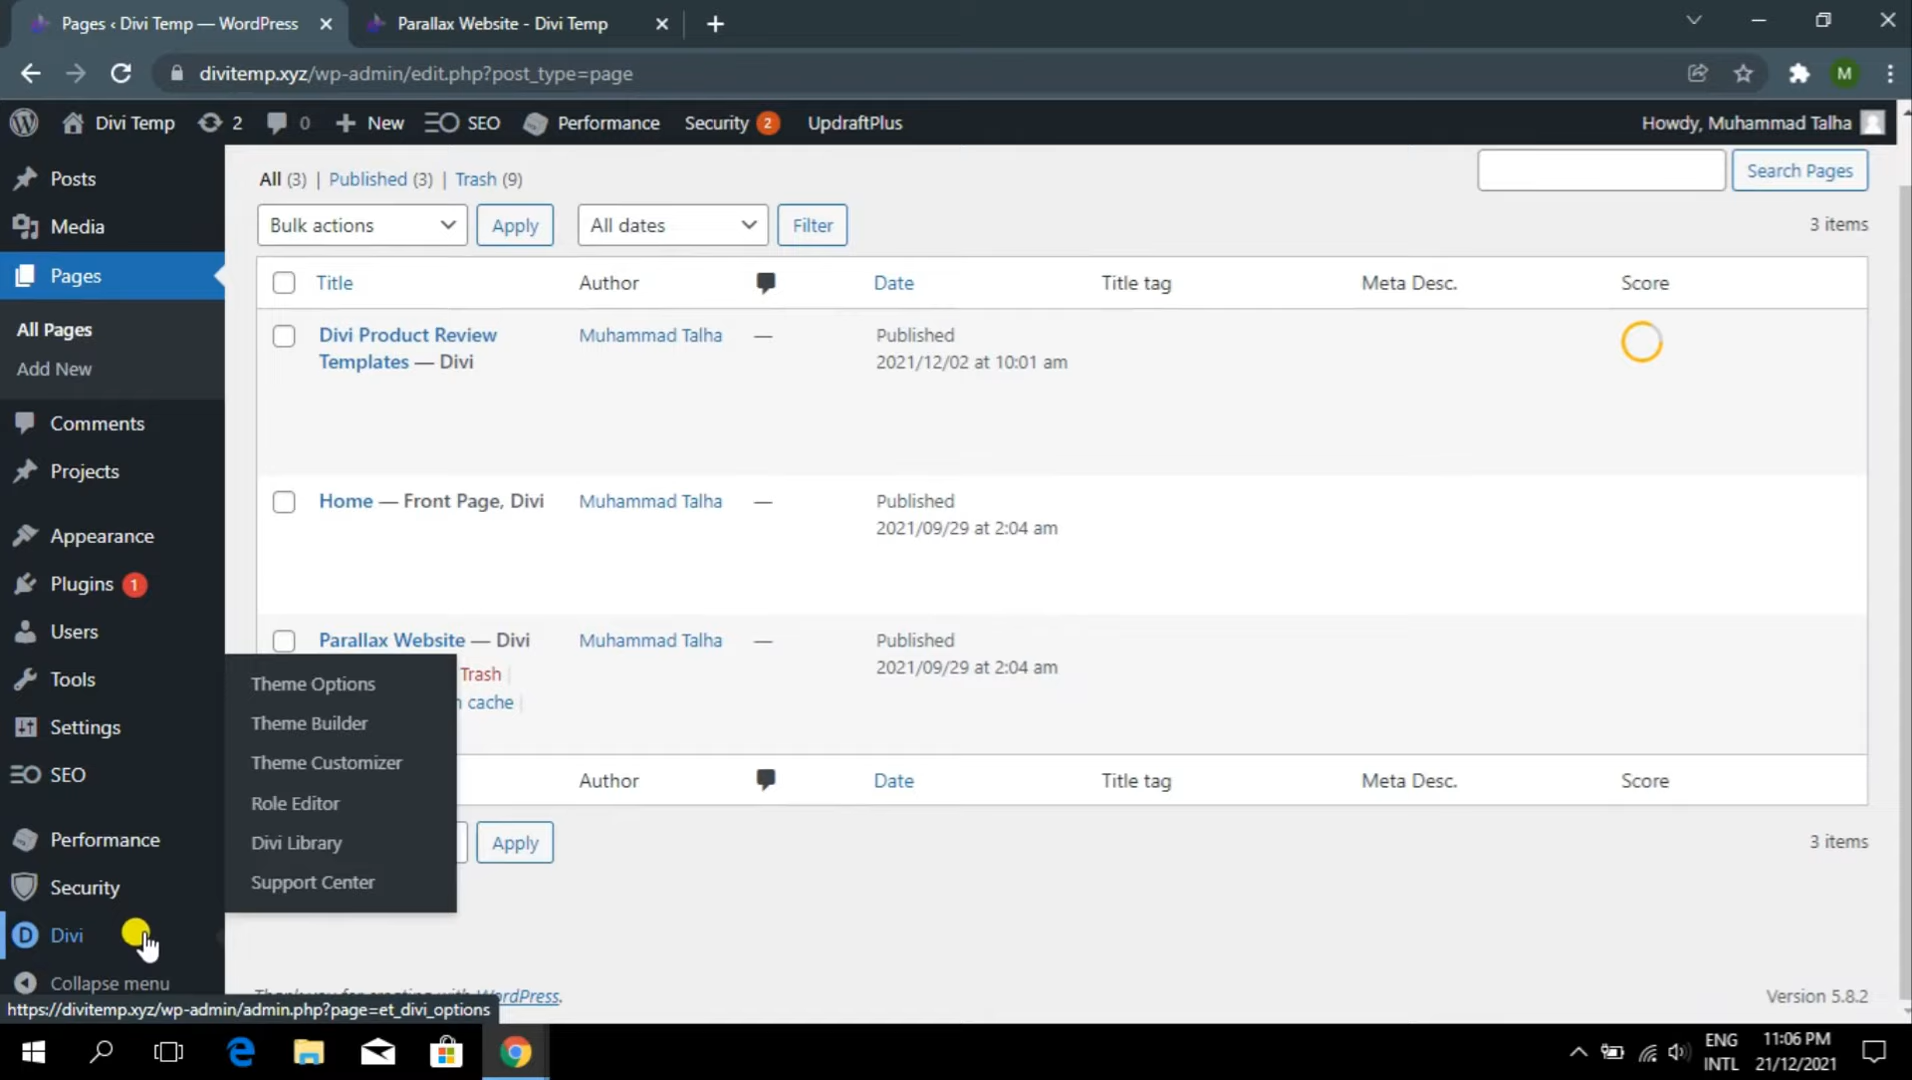 Pages ‹ Divi Temp — WordPress
Parallax Website - Divi Temp
divitemp.xyz/wp-admin/edit.php?post_type=page
M
Divi Temp
2
0
New
SEO
Performance
Security 2
UpdraftPlus
Howdy, Muhammad Talha
Posts
Media
Pages
All Pages
Add New
Comments
Projects
Appearance
Plugins 1
Users
Tools
Settings
SEO
Performance
Security
Divi
Collapse menu
All (3) | Published (3) | Trash (9)
Search Pages
Bulk actions
Apply
All dates
Filter
3 items
Title Author Date Title tag Meta Desc. Score
Divi Product Review Muhammad Talha — Published
Templates — Divi 2021/12/02 at 10:01 am
Home — Front Page, Divi Muhammad Talha — Published
2021/09/29 at 2:04 am
Parallax Website — Divi Muhammad Talha — Published
Trash | 2021/09/29 at 2:04 am
cache |
Theme Options
Theme Builder
Theme Customizer
Role Editor
Divi Library
Support Center
Author Date Title tag Meta Desc. Score
Apply
3 items
Thank you for creating with WordPress.
Version 5.8.2
https://divitemp.xyz/wp-admin/admin.php?page=et_divi_options
ENG
INTL
11:06 PM
21/12/2021